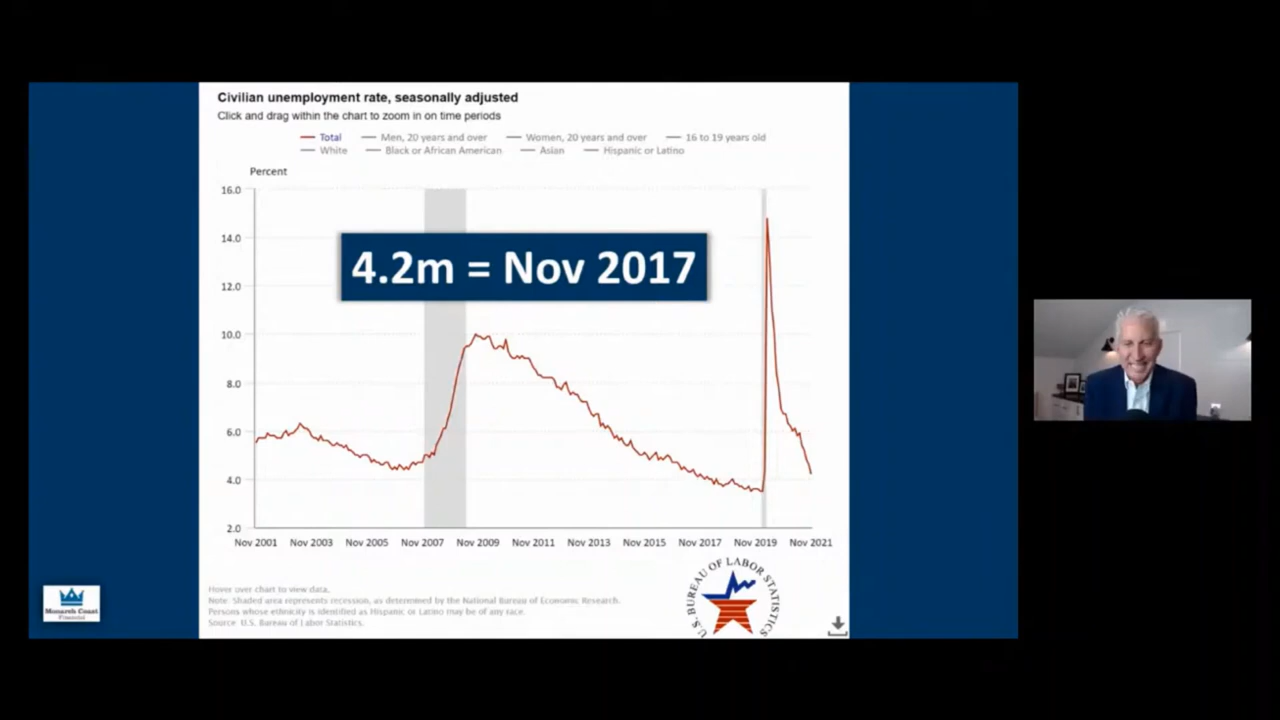 Civilian unemployment rate, seasonally adjusted
Click and drag within the chart to zoom in on time periods
Total Men, 20 years and over Women, 20 years and over 16 to 19 years old
White Black or African American Asian Hispanic or Latino
Percent
16.0
14.0
4.2m = Nov 2017
12.0
10.0
8.0
6.0
4.0
2.0
Nov 2001 Nov 2003 Nov 2005 Nov 2007 Nov 2009 Nov 2011 Nov 2013 Nov 2015 Nov 2017 Nov 2019 Nov 2021
Hover over chart to view data.
Note: Shaded area represents recession, as determined by the National Bureau of Economic Research.
Persons whose ethnicity is identified as Hispanic or Latino may be of any race.
Source: U.S. Bureau of Labor Statistics.
U.S. BUREAU OF LABOR STATISTICS
Monarch Coast
Financial